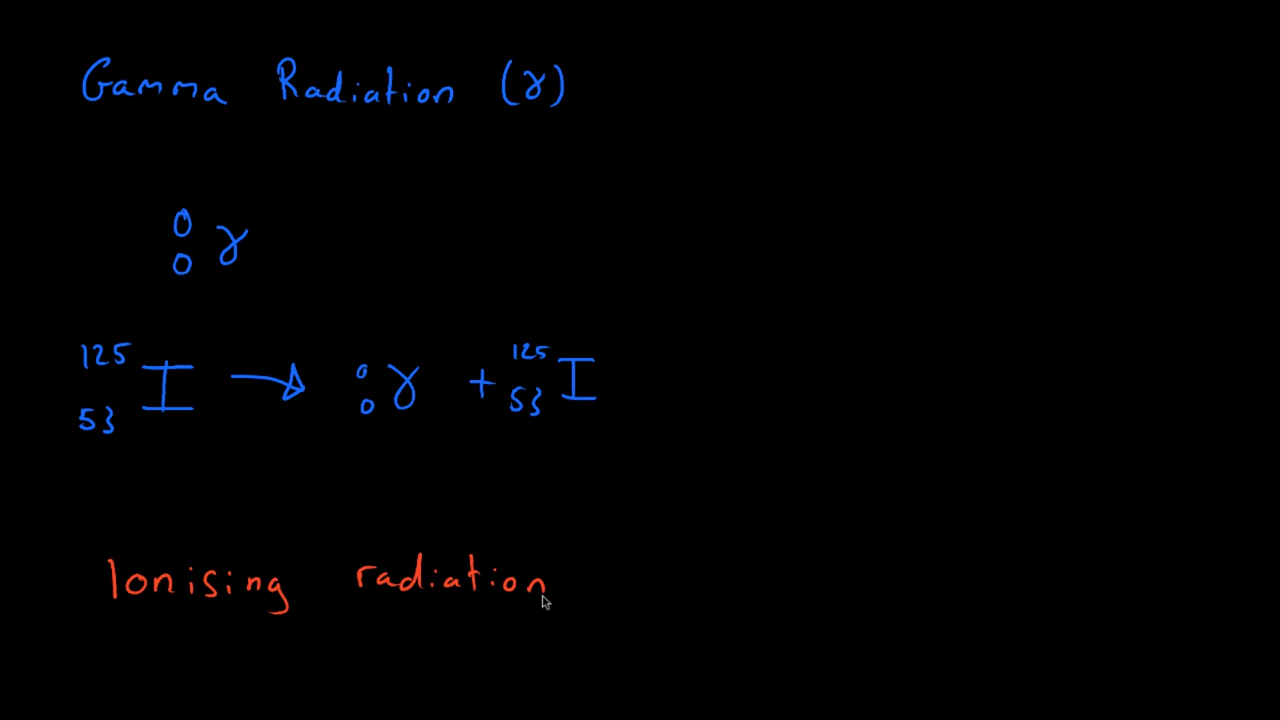 Gamma Radiation (γ)
0
0 γ
125
53 I → 0
0 γ + 125
53 I
Ionising radiation